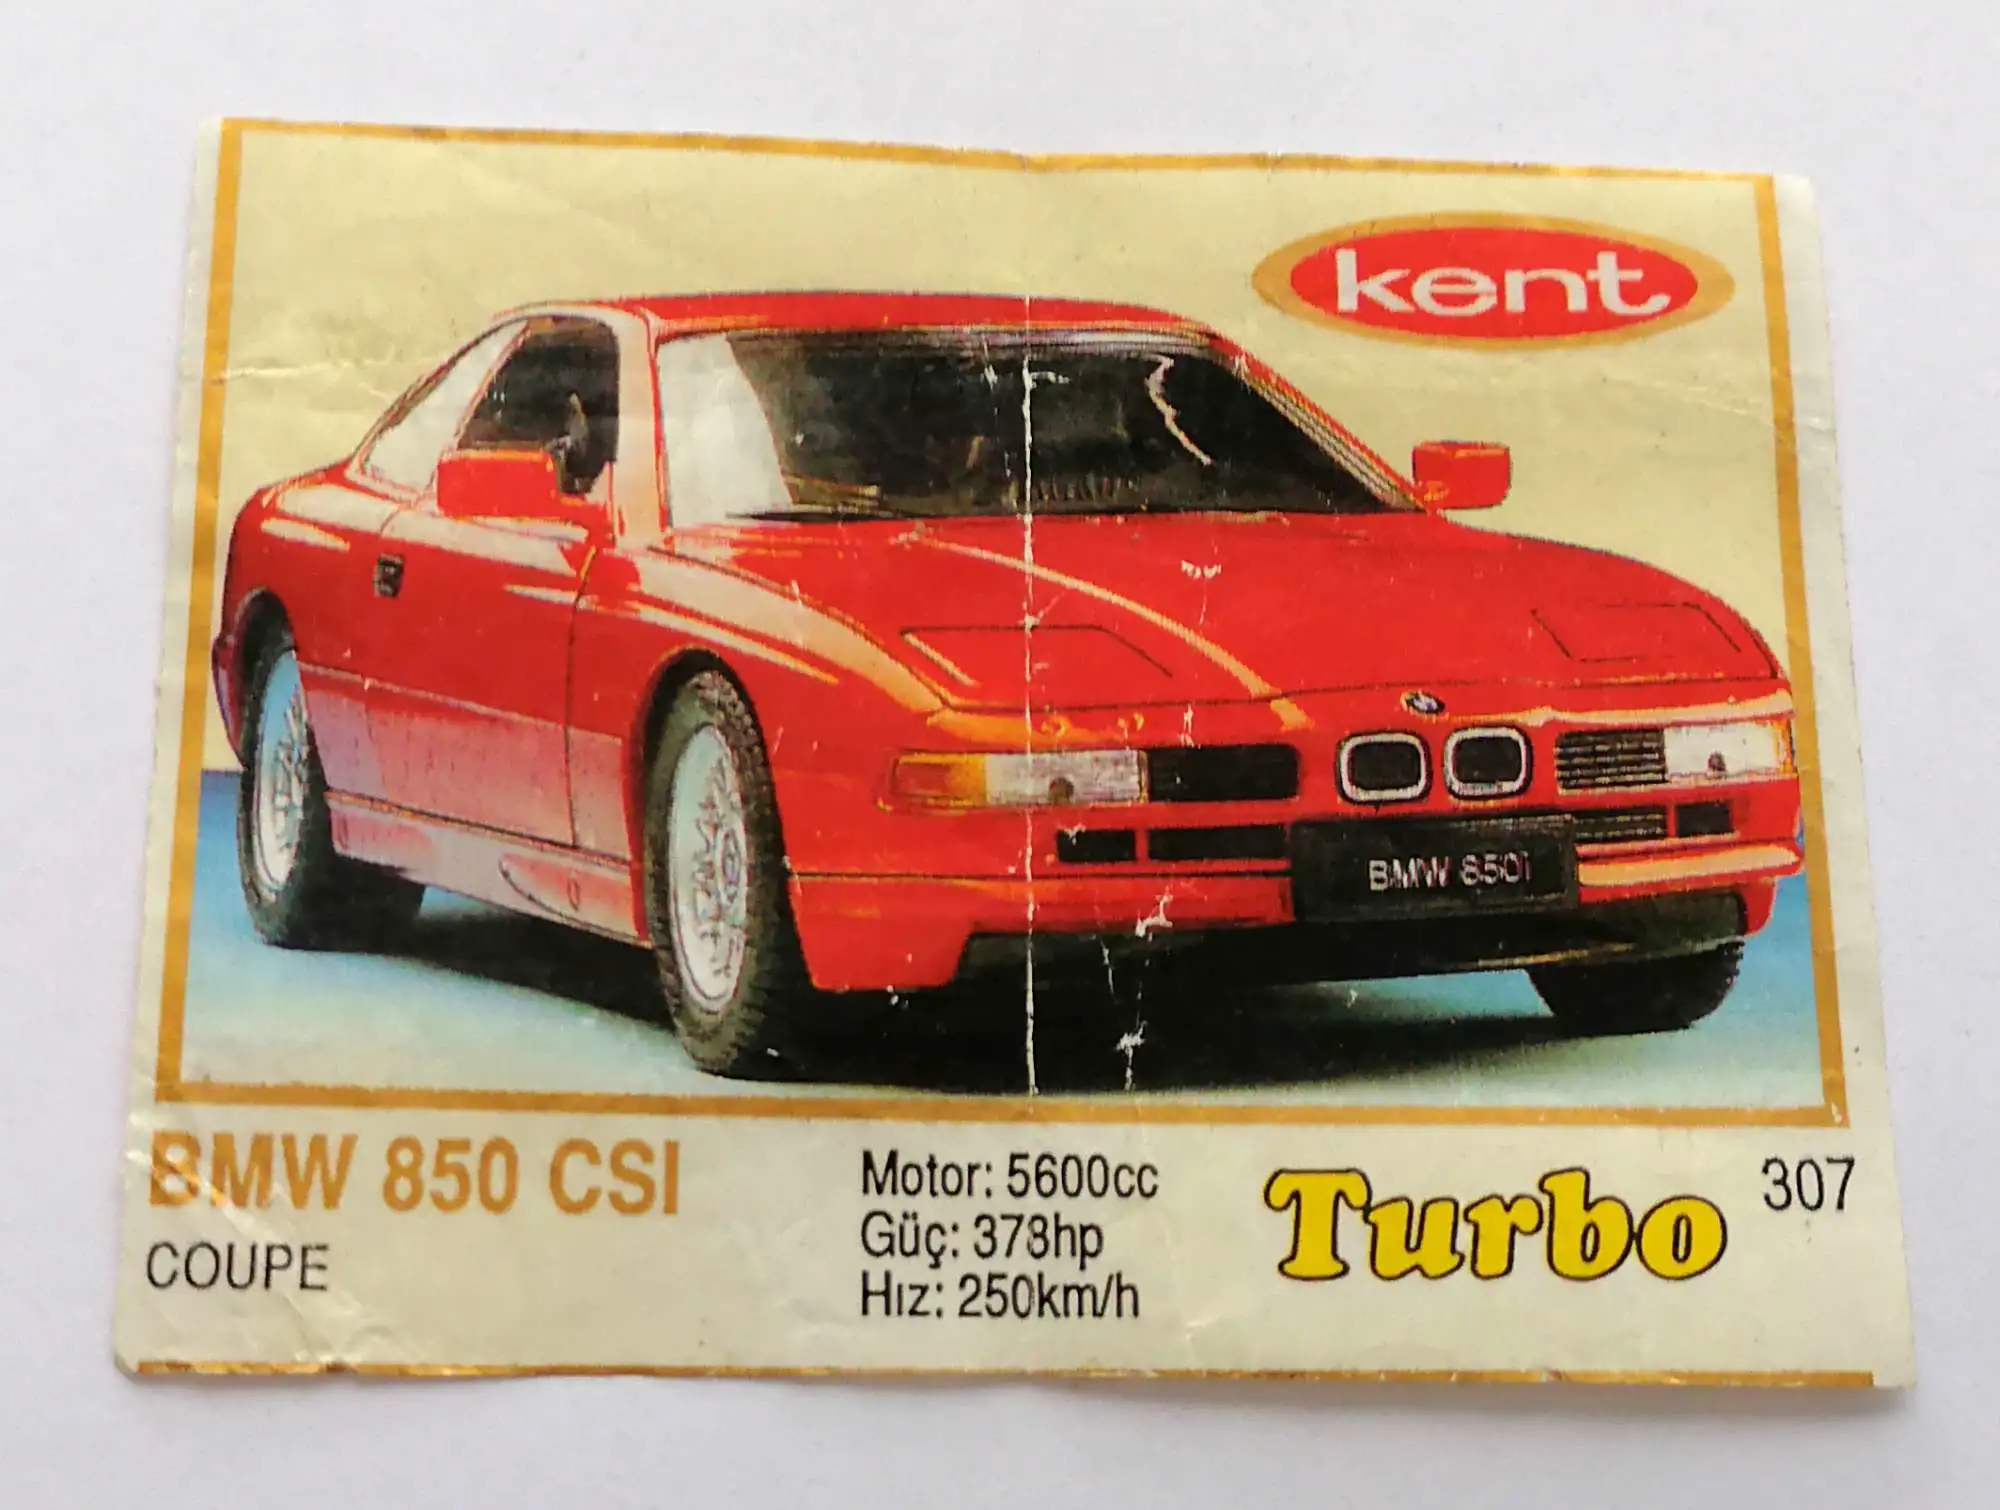 kent
BMW 850i
BMW 850 CSI
COUPE
Motor: 5600cc
Güç: 378hp
Hız: 250km/h
Turbo
307